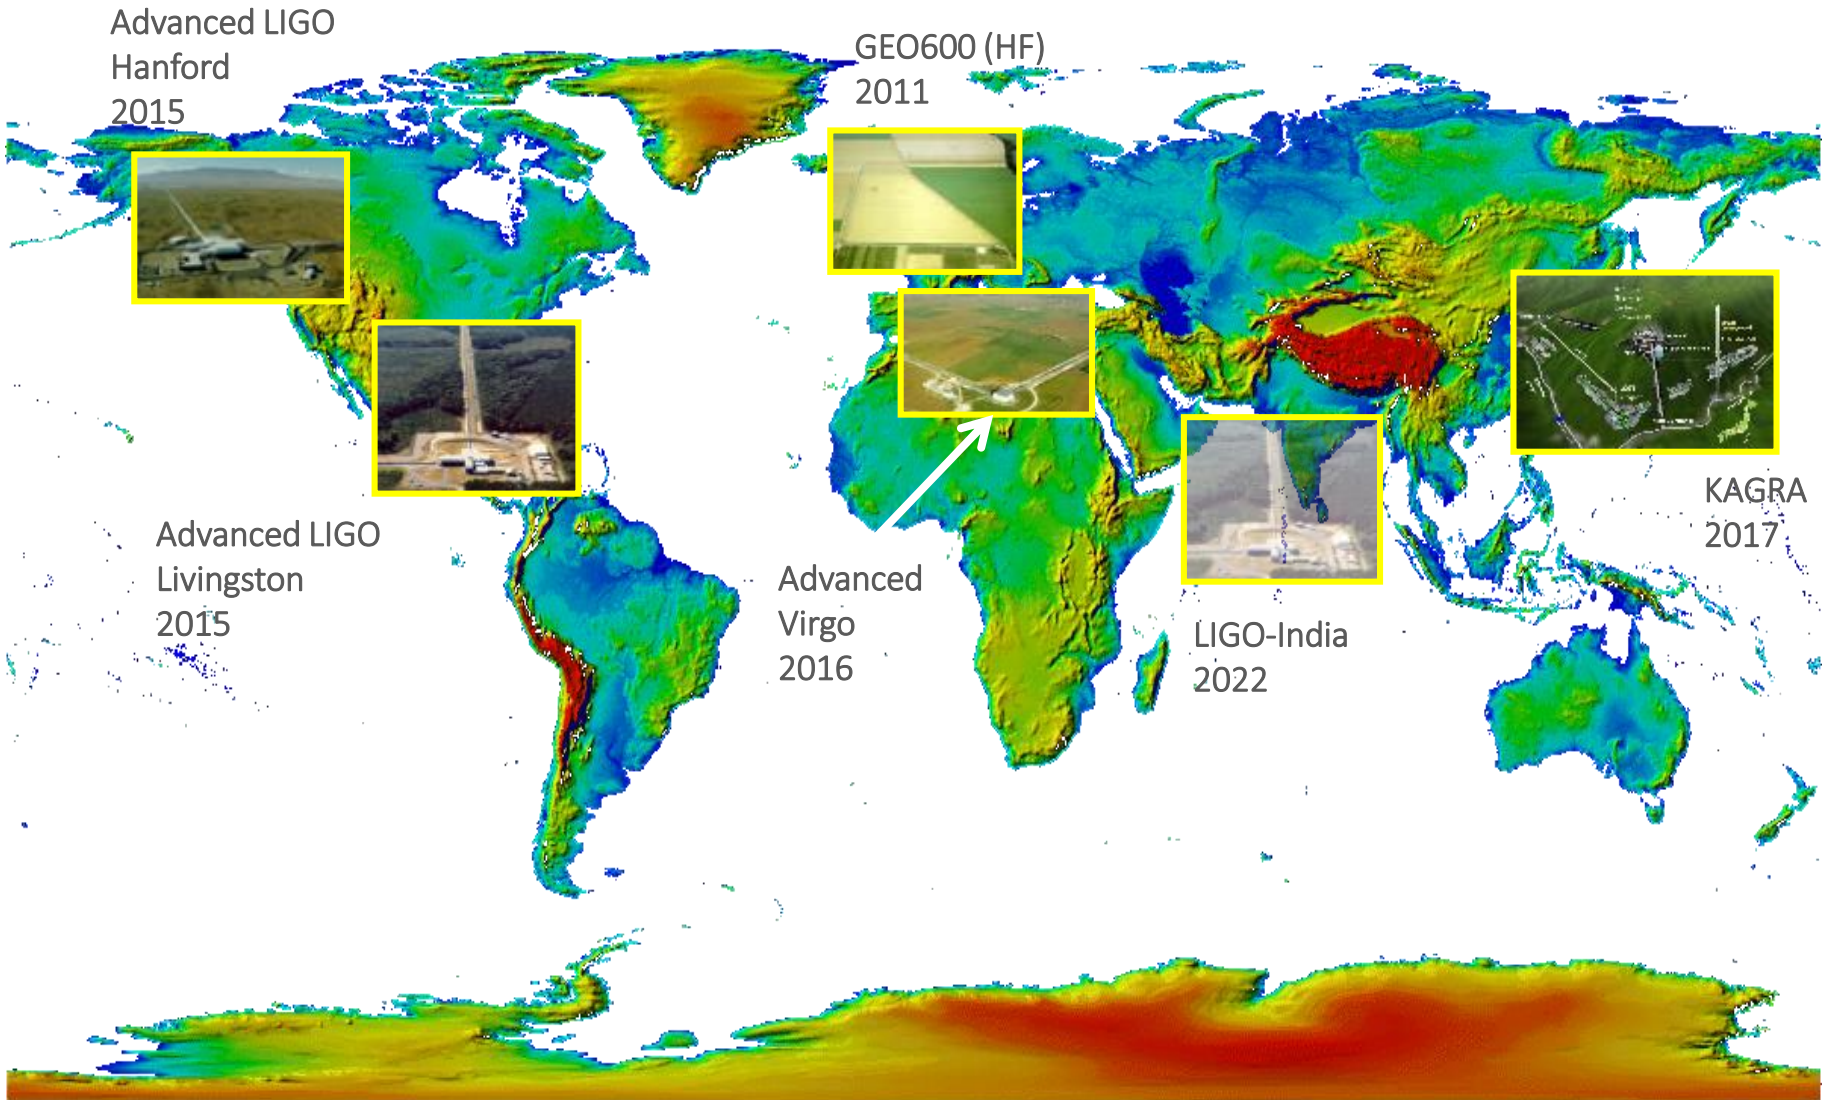 Advanced LIGO
Hanford
2015
GEO600 (HF)
2011
KAGRA
2017
Advanced LIGO
Livingston
2015
Advanced
Virgo
2016
LIGO-India
2022